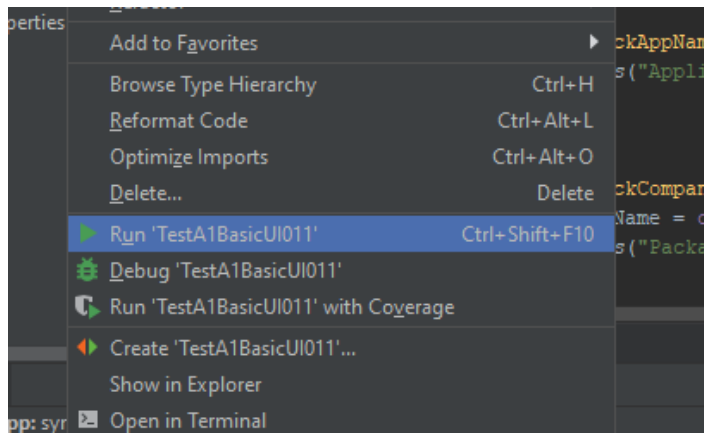 perties
Add to Favorites
ckAppNam
s("Appli
Browse Type Hierarchy Ctrl+H
Reformat Code Ctrl+Alt+L
Optimize Imports Ctrl+Alt+O
Delete... Delete
ckCompan
Run 'TestA1BasicUI011' Ctrl+Shift+F10
Name =
s("Packa
Debug 'TestA1BasicUI011'
Run 'TestA1BasicUI011' with Coverage
Create 'TestA1BasicUI011'...
Show in Explorer
pp: syn
Open in Terminal